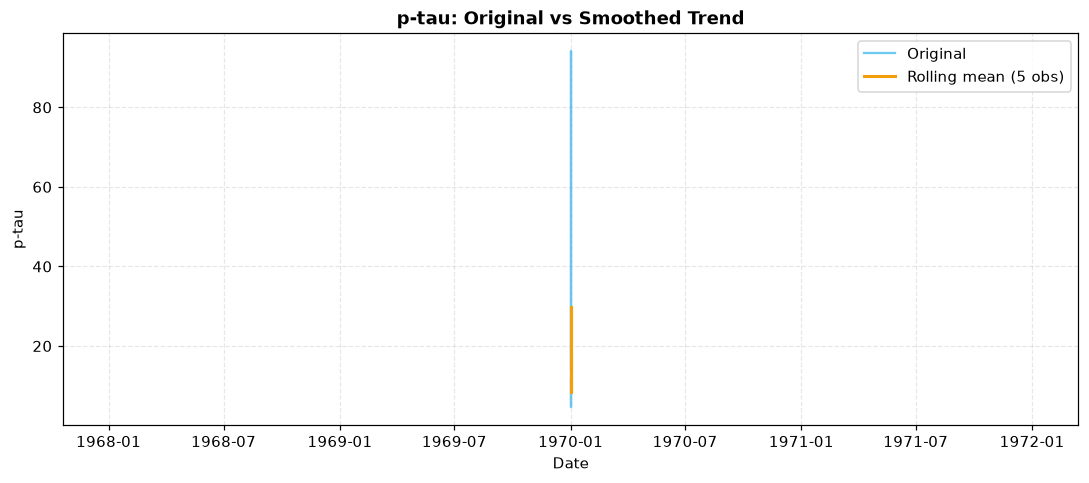 p-tau: Original vs Smoothed Trend
Original
Rolling mean (5 obs)
p-tau
80
60
40
20
1968-01 1968-07 1969-01 1969-07 1970-01 1970-07 1971-01 1971-07 1972-01
Date